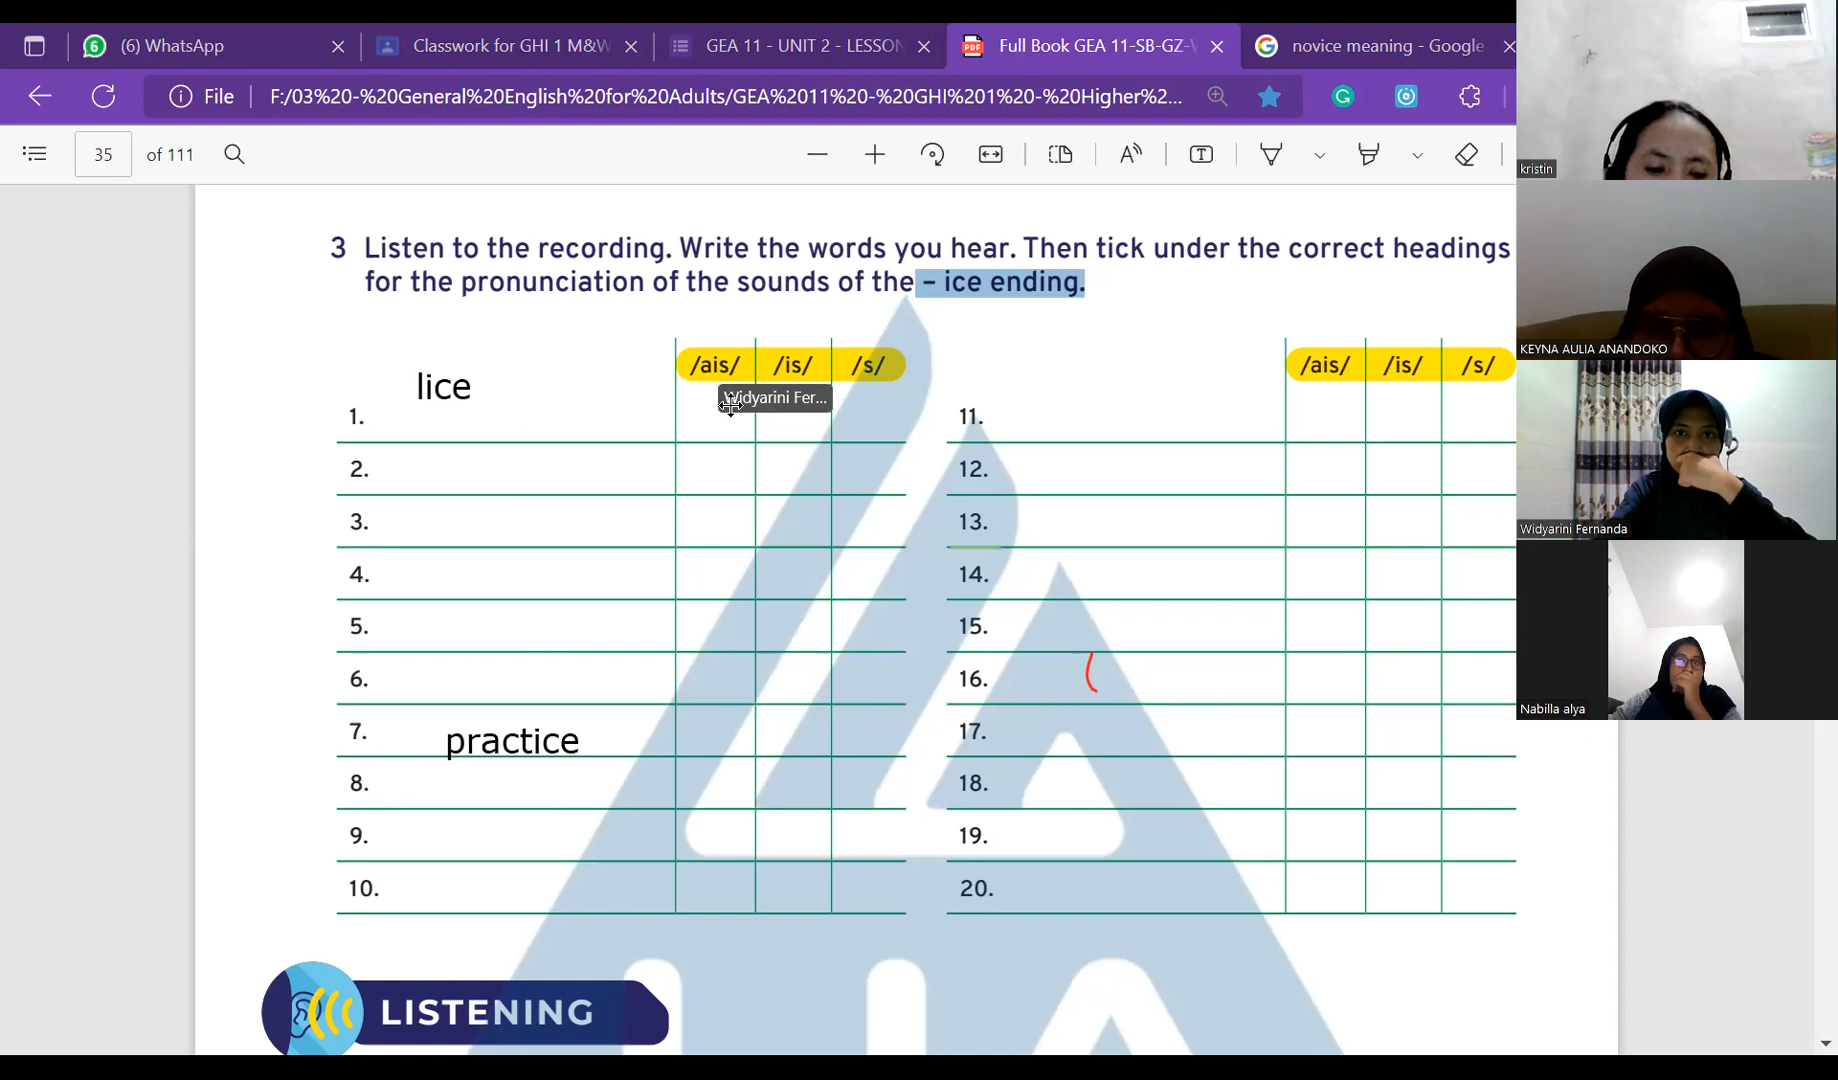 (6) WhatsApp
Classwork for GHI 1 M&W
GEA 11 - UNIT 2 - LESSON
Full Book GEA 11-SB-GZ-
novice meaning - Google
File
F:/03%20-%20General%20English%20for%20Adults/GEA%2011%20-%20GHI%201%20-%20Higher%2...
35 of 111
3 Listen to the recording. Write the words you hear. Then tick under the correct headings
for the pronunciation of the sounds of the – ice ending.
/ais/ /is/ /s/
/ais/ /is/ /s/
lice
Widyarini Fer...
1.
2.
3.
4.
5.
6.
7.
practice
8.
9.
10.
11.
12.
13.
14.
15.
16.
17.
18.
19.
20.
LISTENING
kristin
KEYNA AULIA ANANDOKO
Widyarini Fernanda
Nabilla alya